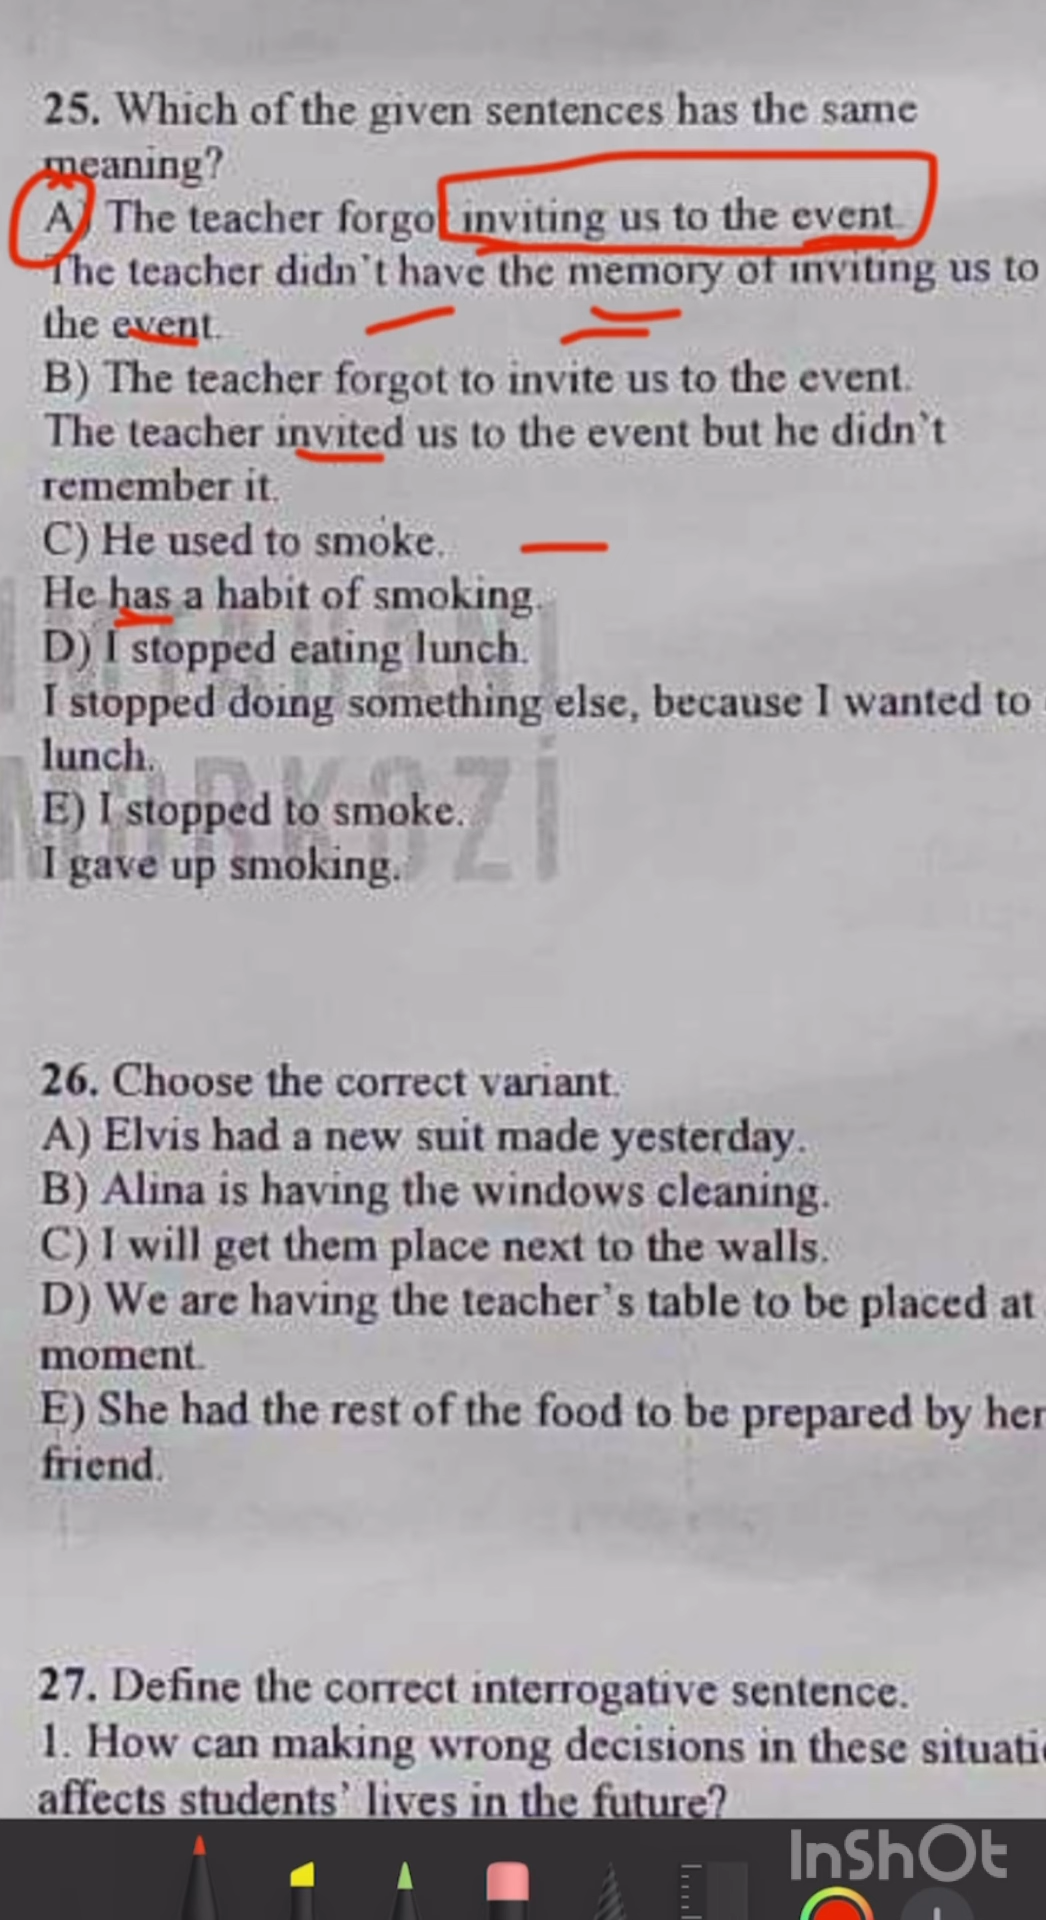 25. Which of the given sentences has the same
meaning?
A) The teacher forgot inviting us to the event.
The teacher didn't have the memory of inviting us to
the event.
B) The teacher forgot to invite us to the event.
The teacher invited us to the event but he didn't
remember it.
C) He used to smoke.
He has a habit of smoking.
D) I stopped eating lunch.
I stopped doing something else, because I wanted to
lunch.
E) I stopped to smoke.
I gave up smoking.
26. Choose the correct variant.
A) Elvis had a new suit made yesterday.
B) Alina is having the windows cleaning.
C) I will get them place next to the walls.
D) We are having the teacher's table to be placed at
moment.
E) She had the rest of the food to be prepared by her
friend.
27. Define the correct interrogative sentence.
1. How can making wrong decisions in these situati
affects students' lives in the future?
InShOt